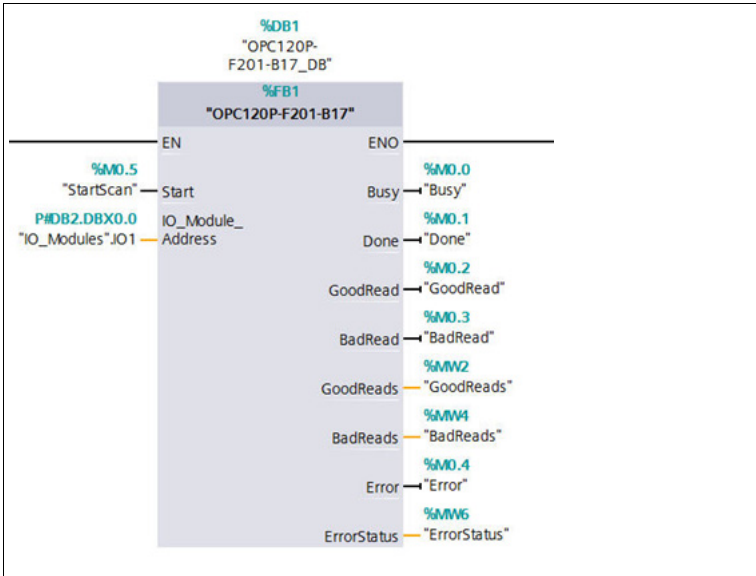 %DB1
"OPC120P-
F201-B17_DB"
%FB1
"OPC120P-F201-B17"
EN ENO
%M0.5 %M0.0
"StartScan" Start Busy "Busy"
P#DB2.DBX0.0 IO_Module_ %M0.1
"IO_Modules".IO1 Address Done "Done"
%M0.2
GoodRead "GoodRead"
%M0.3
BadRead "BadRead"
%MW2
GoodReads "GoodReads"
%MW4
BadReads "BadReads"
%M0.4
Error "Error"
%MW6
ErrorStatus "ErrorStatus"